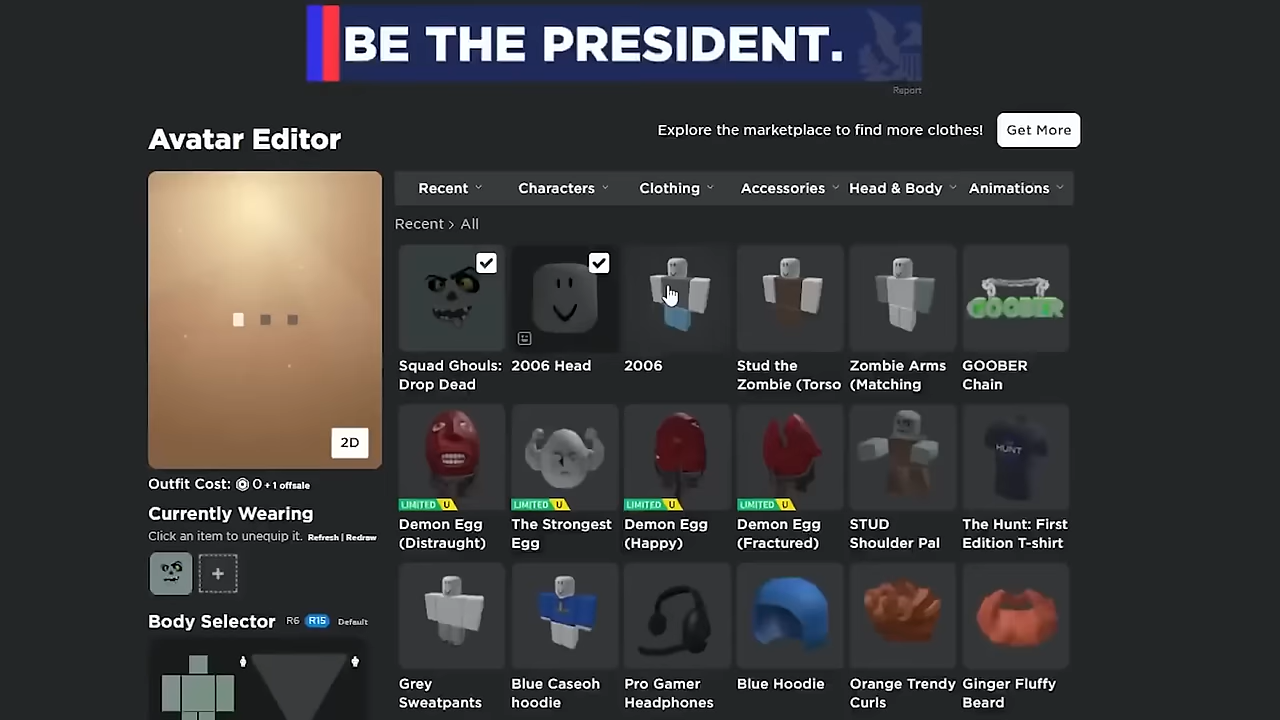 BE THE PRESIDENT.
Report
Avatar Editor
Explore the marketplace to find more clothes!
Get More
Recent
Characters
Clothing
Accessories
Head & Body
Animations
Recent > All
GOOBER
Squad Ghouls:
Drop Dead
2006 Head
2006
Stud the
Zombie (Torso
Zombie Arms
(Matching
GOOBER
Chain
2D
HUNT
LIMITED U
LIMITED U
LIMITED U
LIMITED U
Outfit Cost: 0 + 1 offsale
Currently Wearing
Click an item to unequip it. Refresh | Redraw
Demon Egg
(Distraught)
The Strongest
Egg
Demon Egg
(Happy)
Demon Egg
(Fractured)
STUD
Shoulder Pal
The Hunt: First
Edition T-shirt
+
Body Selector R6 R15 Default
Grey
Sweatpants
Blue Caseoh
hoodie
Pro Gamer
Headphones
Blue Hoodie
Orange Trendy
Curls
Ginger Fluffy
Beard